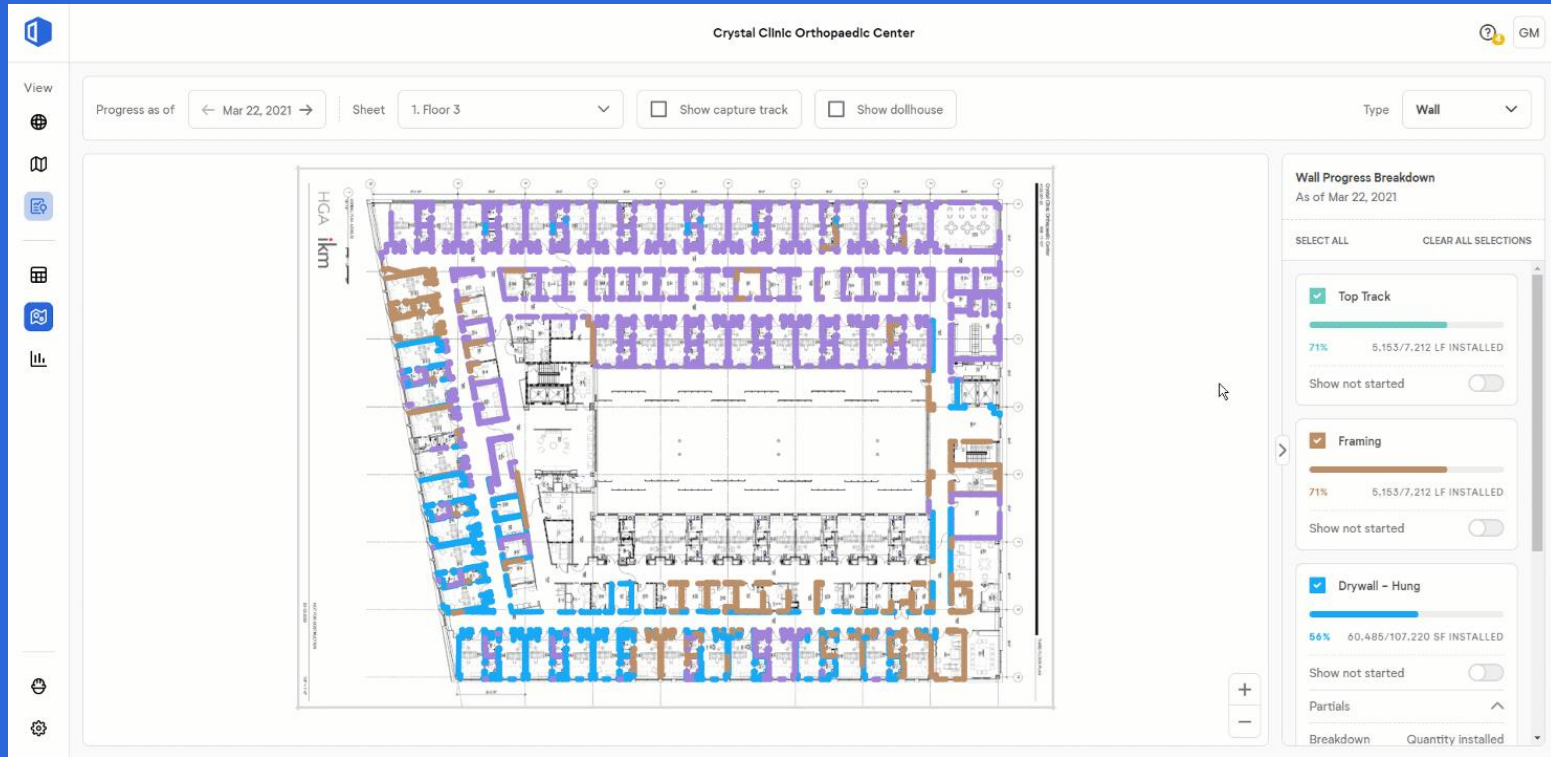 Crystal Clinic Orthopaedic Center
GM
View
Progress as of
Mar 22, 2021
Sheet
1. Floor 3
Show capture track
Show dollhouse
Type
Wall
HGA ikm
Wall Progress Breakdown
As of Mar 22, 2021
SELECT ALL
CLEAR ALL SELECTIONS
Top Track
71% 5,153/7,212 LF INSTALLED
Show not started
Framing
71% 5,153/7,212 LF INSTALLED
Show not started
Drywall – Hung
56% 60,485/107,220 SF INSTALLED
Show not started
Partials
Breakdown Quantity installed